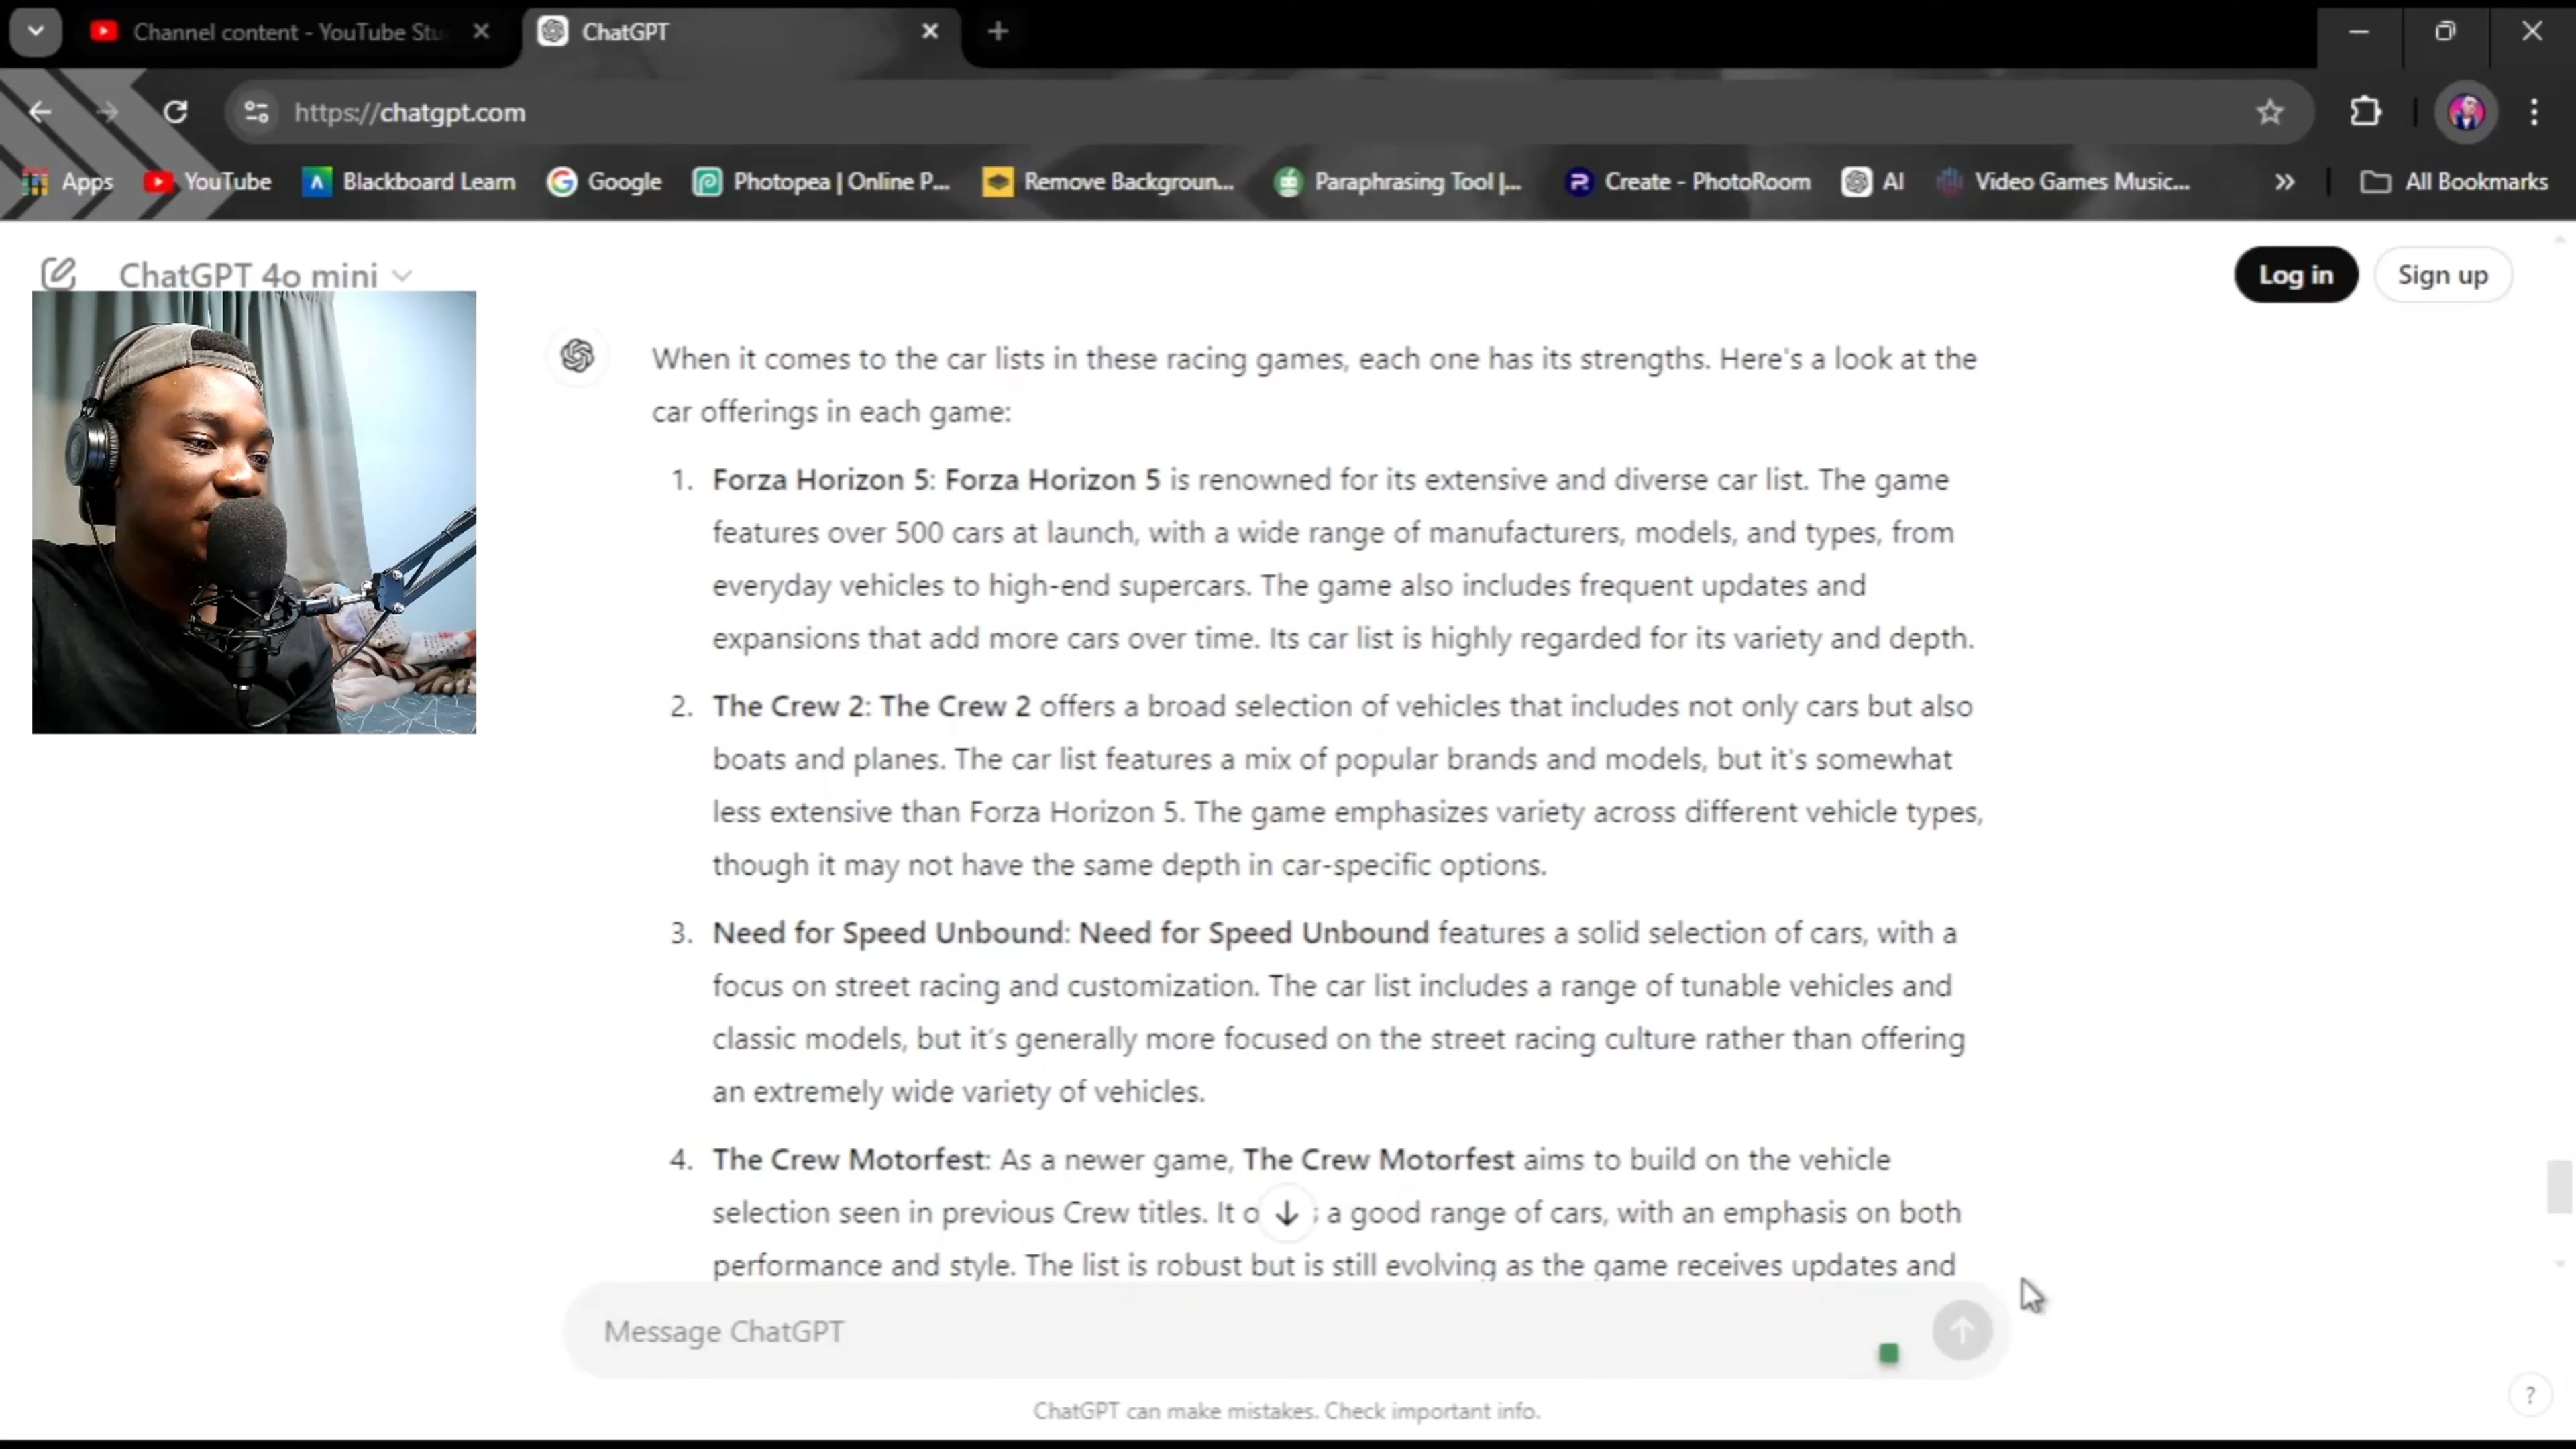 Channel content - YouTube Stu
ChatGPT
https://chatgpt.com
Apps YouTube Blackboard Learn Google Photopea | Online P... Remove Backgroun... Paraphrasing Tool |... Create - PhotoRoom AI Video Games Music... All Bookmarks
ChatGPT 4o mini
Log in Sign up
When it comes to the car lists in these racing games, each one has its strengths. Here's a look at the
car offerings in each game:
1. Forza Horizon 5: Forza Horizon 5 is renowned for its extensive and diverse car list. The game
features over 500 cars at launch, with a wide range of manufacturers, models, and types, from
everyday vehicles to high-end supercars. The game also includes frequent updates and
expansions that add more cars over time. Its car list is highly regarded for its variety and depth.
2. The Crew 2: The Crew 2 offers a broad selection of vehicles that includes not only cars but also
boats and planes. The car list features a mix of popular brands and models, but it's somewhat
less extensive than Forza Horizon 5. The game emphasizes variety across different vehicle types,
though it may not have the same depth in car-specific options.
3. Need for Speed Unbound: Need for Speed Unbound features a solid selection of cars, with a
focus on street racing and customization. The car list includes a range of tunable vehicles and
classic models, but it's generally more focused on the street racing culture rather than offering
an extremely wide variety of vehicles.
4. The Crew Motorfest: As a newer game, The Crew Motorfest aims to build on the vehicle
selection seen in previous Crew titles. It a good range of cars, with an emphasis on both
performance and style. The list is robust but is still evolving as the game receives updates and
Message ChatGPT
ChatGPT can make mistakes. Check important info.
?